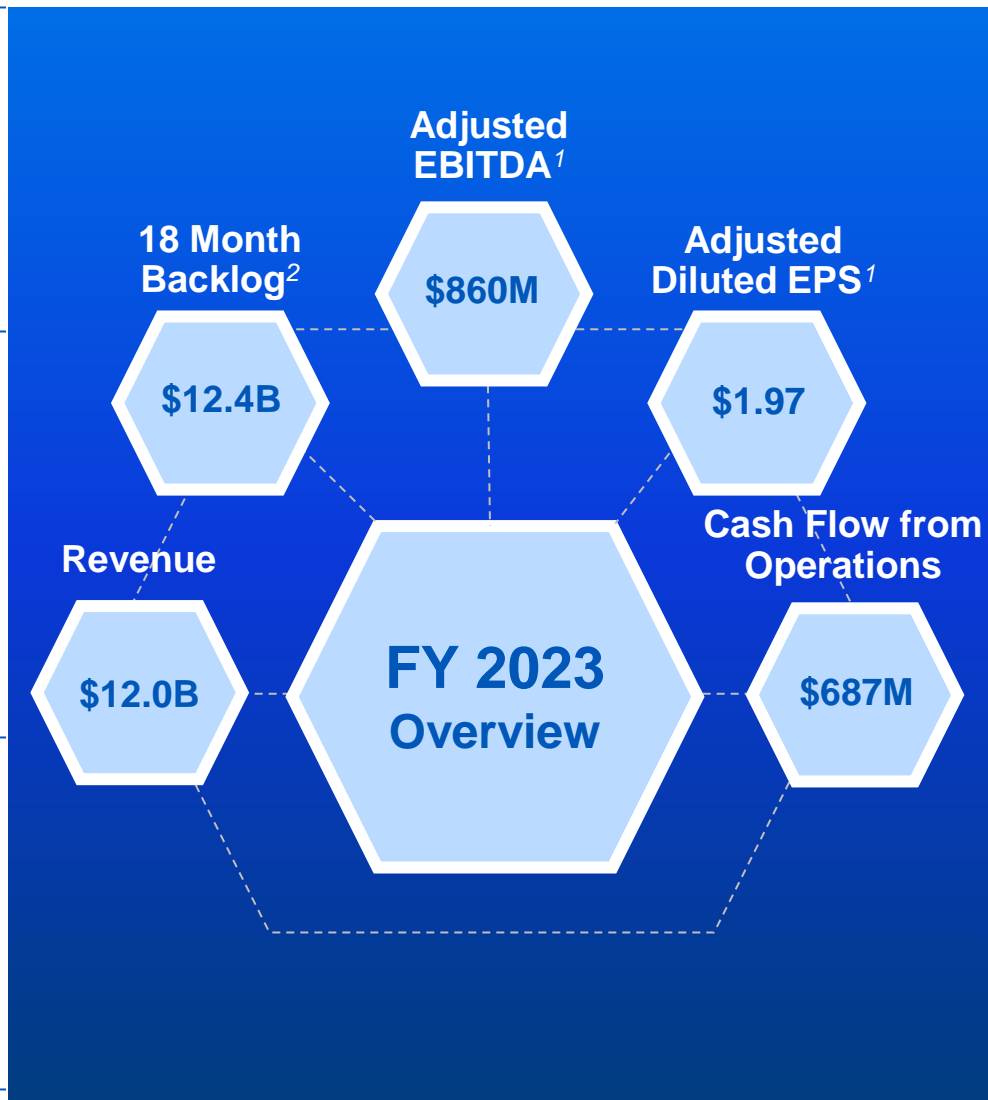 Adjusted
EBITDA¹
$860M
18 Month
Backlog²
$12.4B
Adjusted
Diluted EPS¹
$1.97
Revenue
$12.0B
Cash Flow from
Operations
$687M
FY 2023
Overview